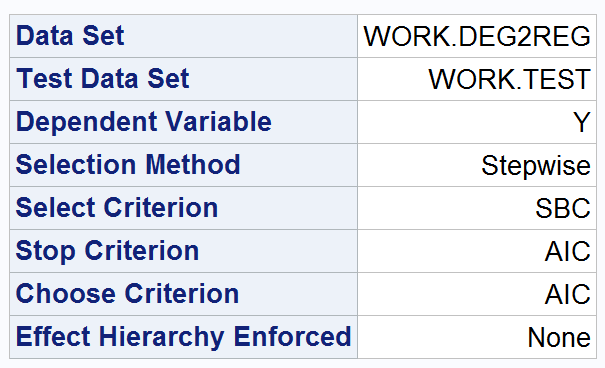 Data Set WORK.DEG2REG
Test Data Set WORK.TEST
Dependent Variable Y
Selection Method Stepwise
Select Criterion SBC
Stop Criterion AIC
Choose Criterion AIC
Effect Hierarchy Enforced None